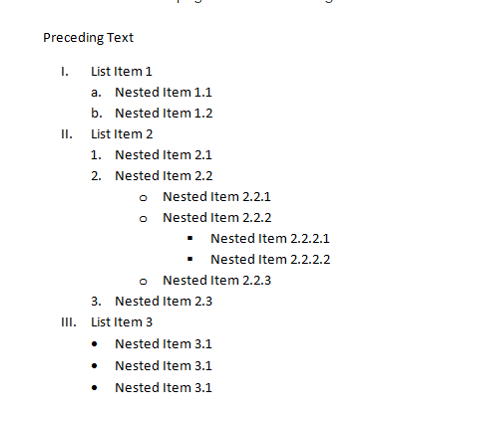 Preceding Text
I. List Item 1
a. Nested Item 1.1
b. Nested Item 1.2
II. List Item 2
1. Nested Item 2.1
2. Nested Item 2.2
o Nested Item 2.2.1
o Nested Item 2.2.2
▪ Nested Item 2.2.2.1
▪ Nested Item 2.2.2.2
o Nested Item 2.2.3
3. Nested Item 2.3
III. List Item 3
• Nested Item 3.1
• Nested Item 3.1
• Nested Item 3.1